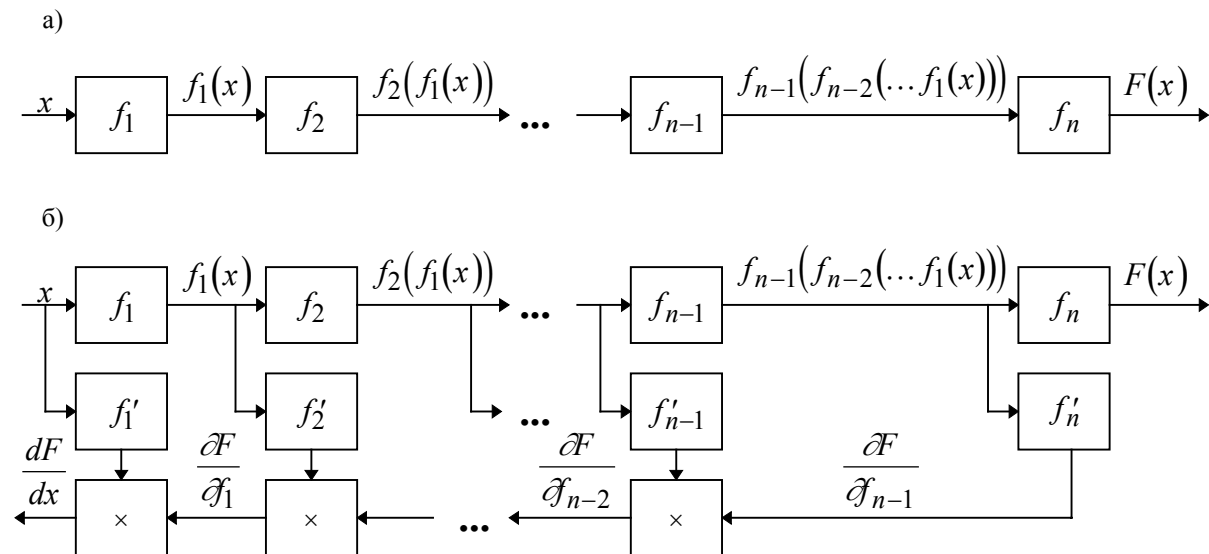 а)
x f₁ f₁(x) f₂ f₂(f₁(x)) ... fₙ₋₁ fₙ₋₁(fₙ₋₂(…f₁(x))) fₙ F(x)
б)
x f₁ f₁(x) f₂ f₂(f₁(x)) ... fₙ₋₁ fₙ₋₁(fₙ₋₂(…f₁(x))) fₙ F(x)
f₁′ f₂′ ... f′ₙ₋₁ fₙ′
dF/dx × ∂F/∂f₁ × ... ∂F/∂fₙ₋₂ × ∂F/∂fₙ₋₁